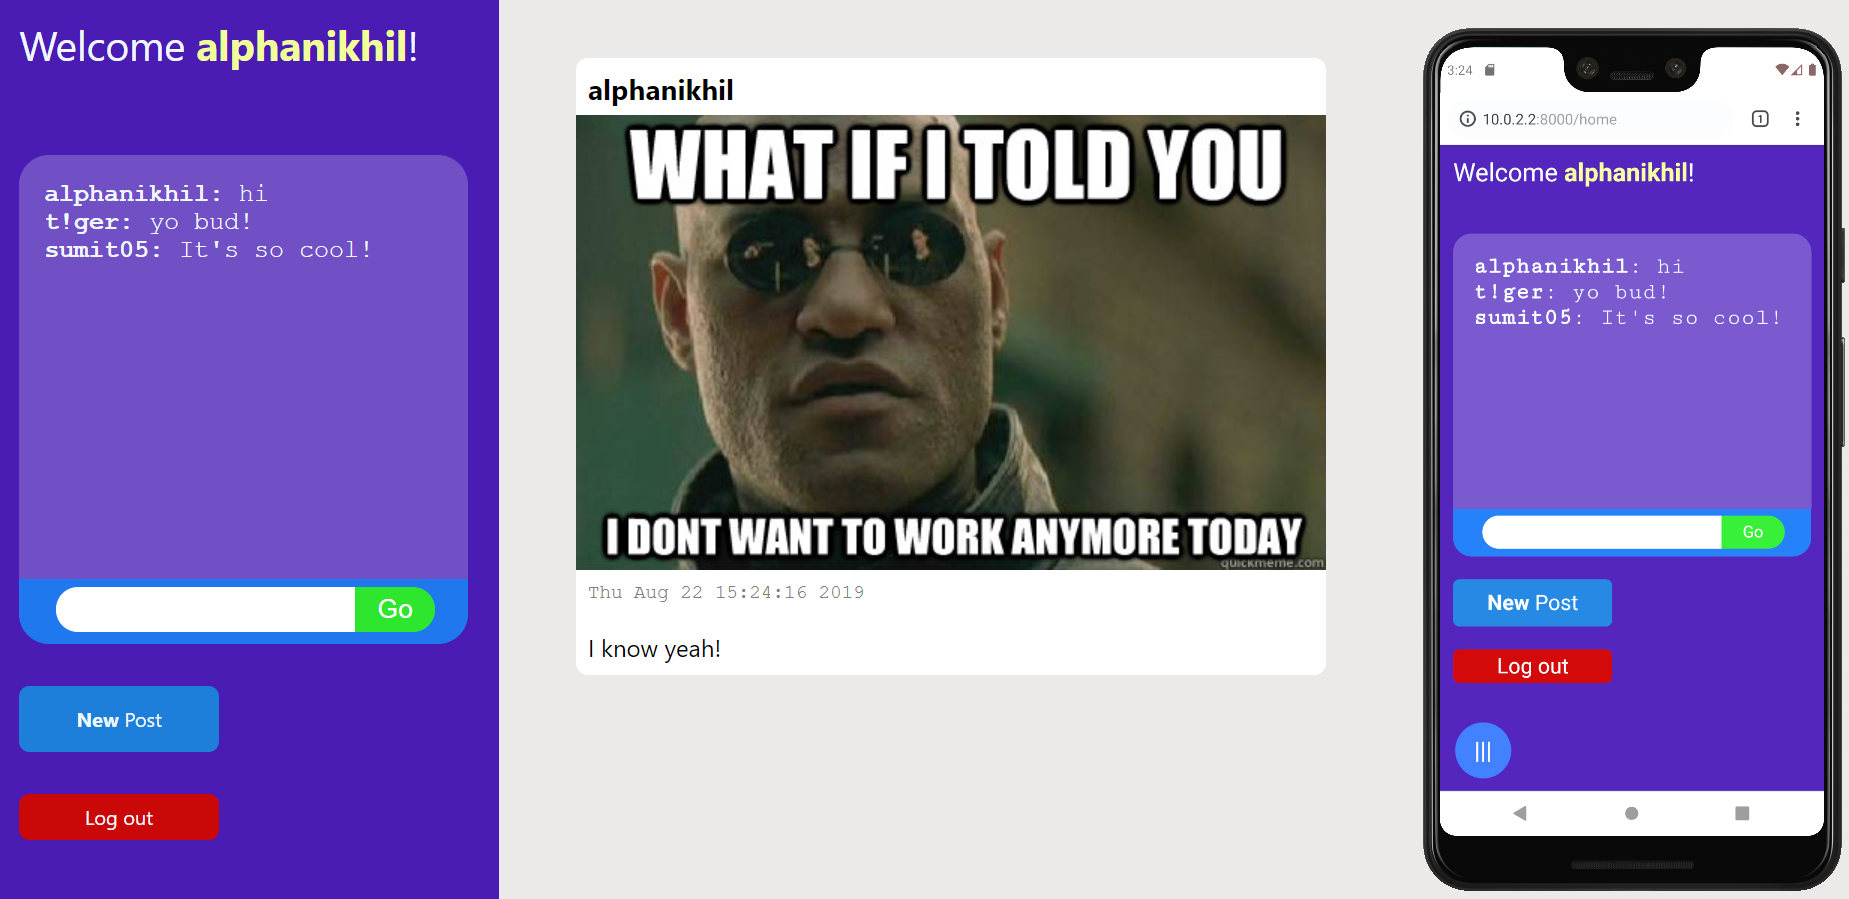 Welcome alphanikhil!
alphanikhil: hi
t!ger: yo bud!
sumit05: It's so cool!
Go
New Post
Log out
alphanikhil
WHAT IF I TOLD YOU
I DONT WANT TO WORK ANYMORE TODAY
quickmeme.com
Thu Aug 22 15:24:16 2019
I know yeah!
3:24
10.0.2.2:8000/home
1
Welcome alphanikhil!
alphanikhil: hi
t!ger: yo bud!
sumit05: It's so cool!
Go
New Post
Log out
|||